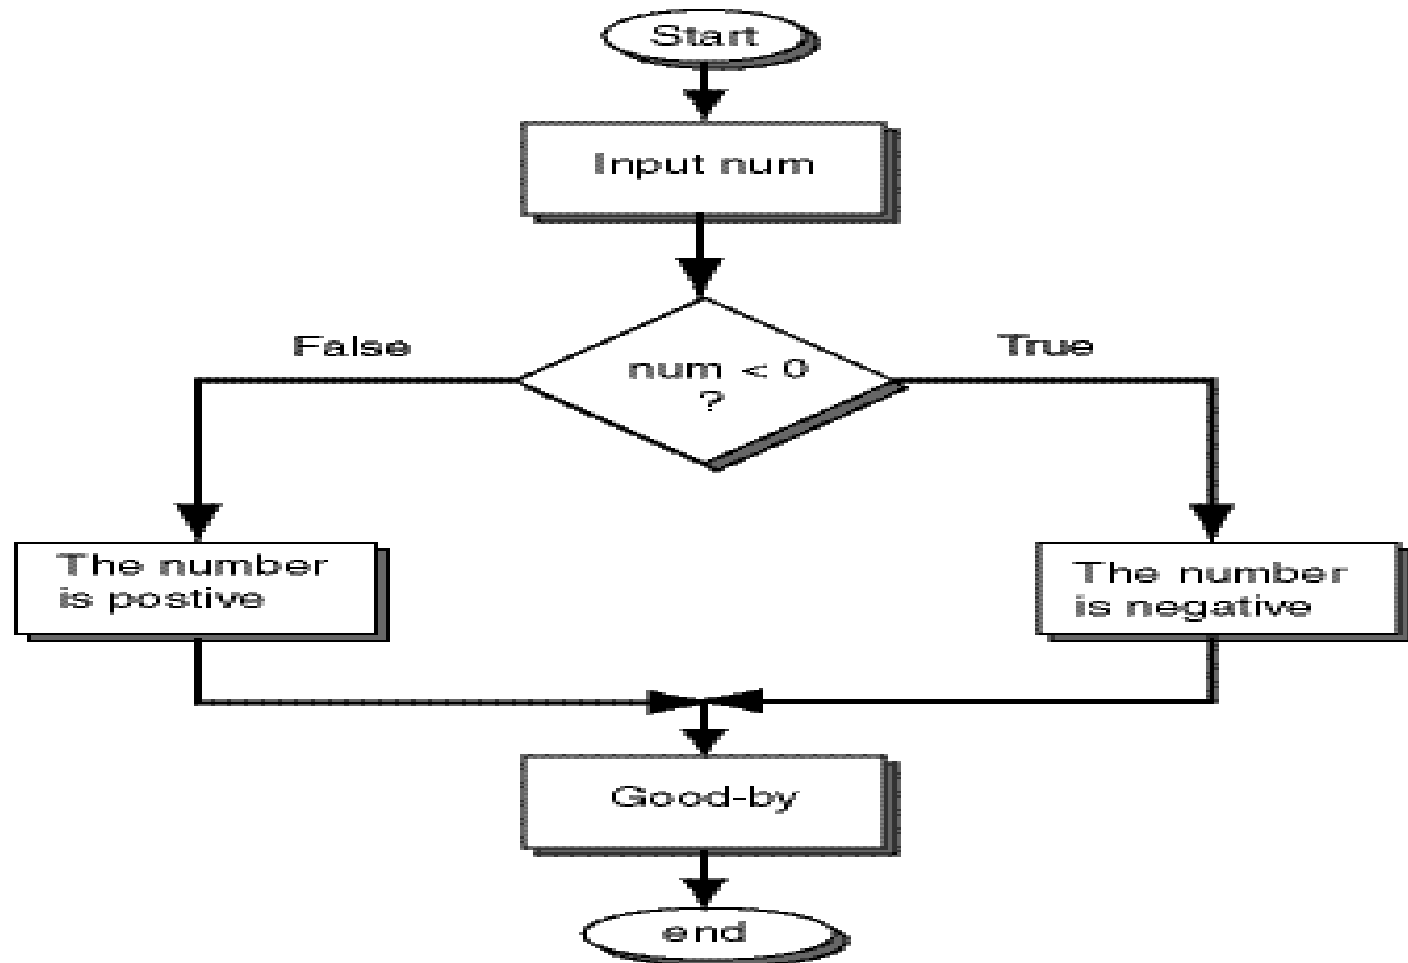 Start
Input num
False
True
num < 0
?
The number
is postive
The number
is negative
Good-by
end